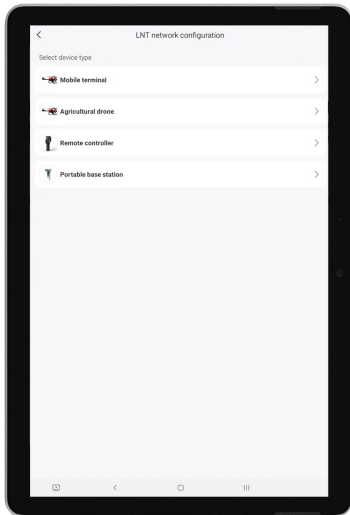 LNT network configuration
Select device type
Mobile terminal
Agricultural drone
Remote controller
Portable base station